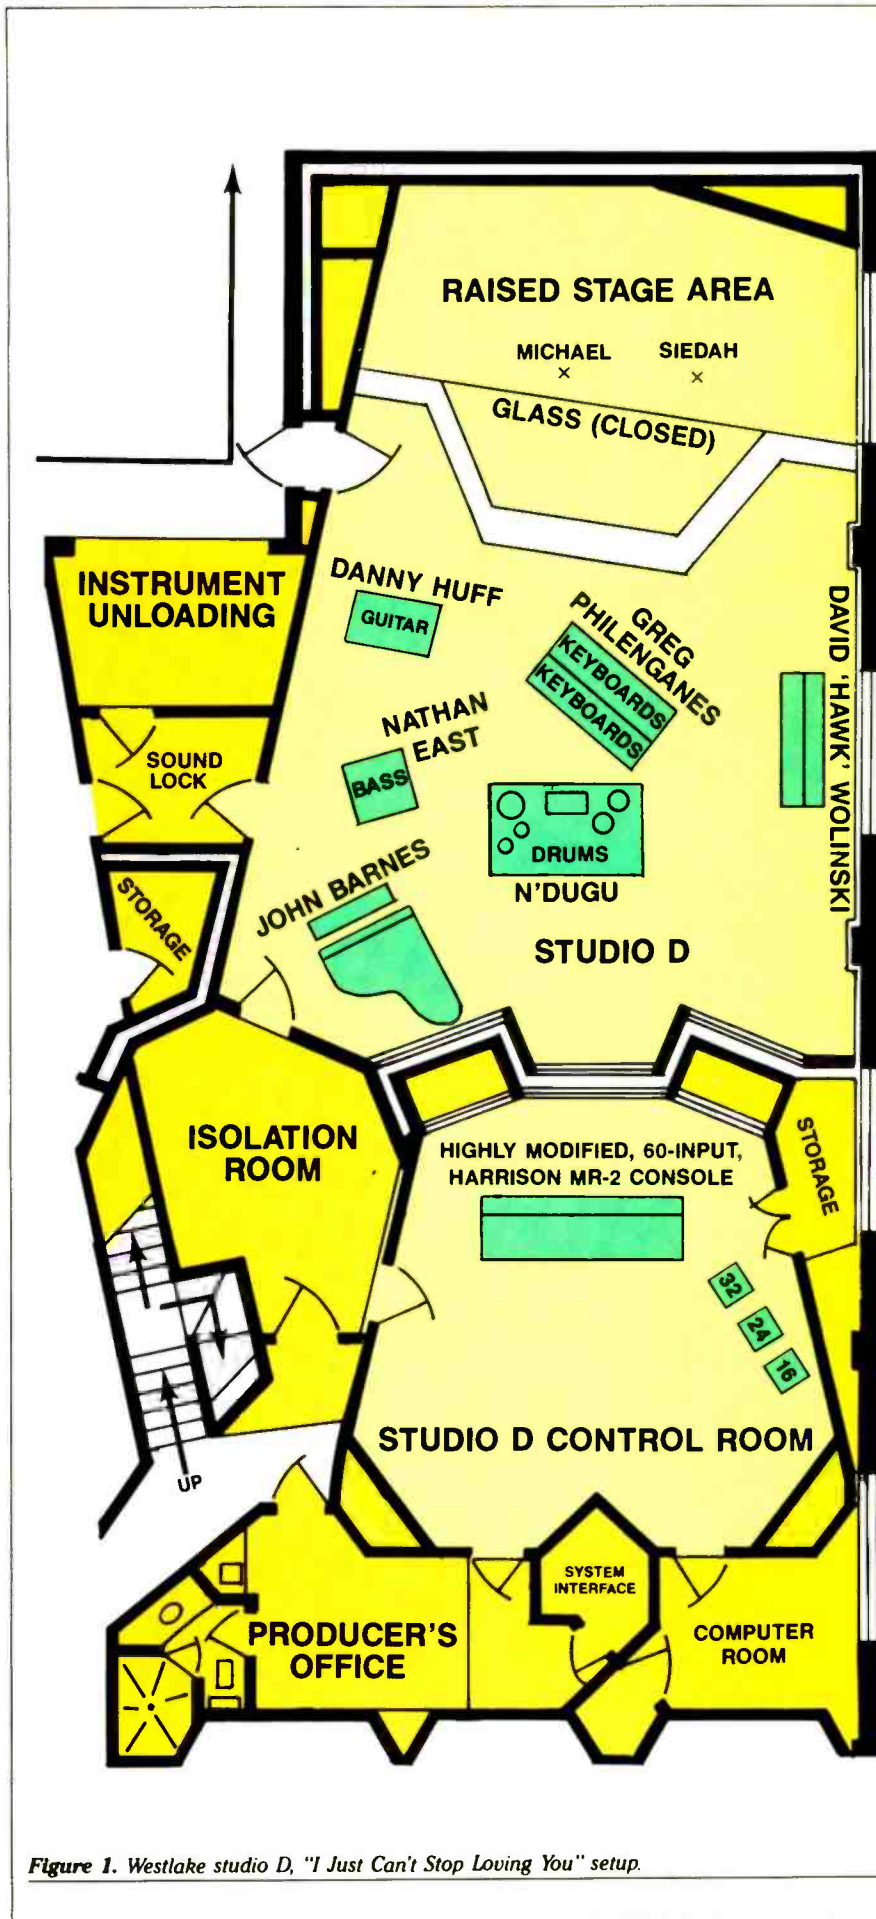 RAISED STAGE AREA
MICHAEL
SIEDAH
×
×
GLASS (CLOSED)
INSTRUMENT
UNLOADING
DANNY HUFF
GUITAR
GREG
PHILENGANES
KEYBOARDS
KEYBOARDS
DAVID 'HAWK' WOLINSKI
NATHAN
EAST
BASS
SOUND
LOCK
DRUMS
N'DUGU
JOHN BARNES
STORAGE
STUDIO D
ISOLATION
ROOM
HIGHLY MODIFIED, 60-INPUT,
HARRISON MR-2 CONSOLE
STORAGE
32
24
16
STUDIO D CONTROL ROOM
UP
SYSTEM
INTERFACE
PRODUCER'S
OFFICE
COMPUTER
ROOM
Figure 1. Westlake studio D, "I Just Can't Stop Loving You" setup.